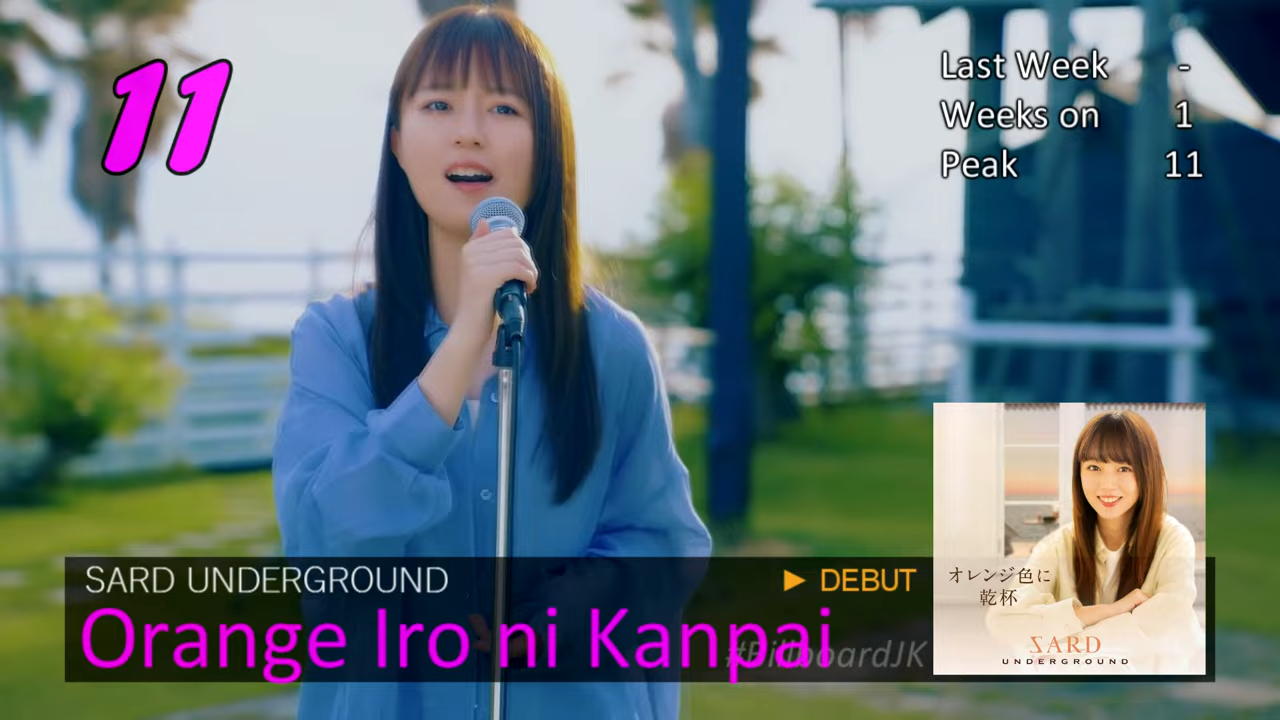 11
Last Week -
Weeks on 1
Peak 11
SARD UNDERGROUND
▶ DEBUT
Orange Iro ni Kanpai
#BillboardJK
オレンジ色に
乾杯
SARD
UNDERGROUND